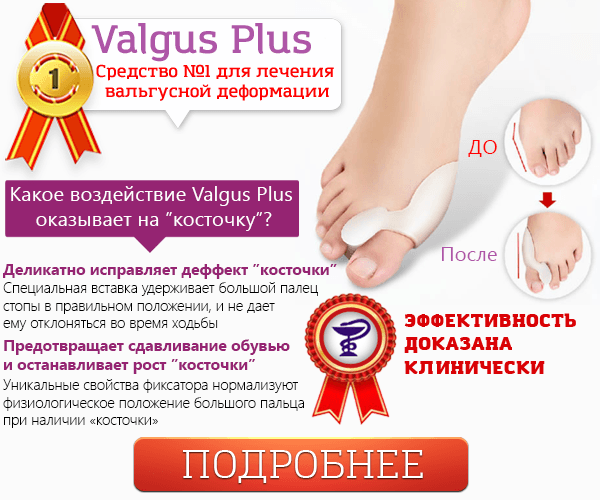 Valgus Plus
Средство №1 для лечения
вальгусной деформации
1
ДО
Какое воздействие Valgus Plus
оказывает на "косточку"?
После
Деликатно исправляет деффект "косточки"
Специальная вставка удерживает большой палец
стопы в правильном положении, и не дает
ему отклоняться во время ходьбы
Предотвращает сдавливание обувью
и останавливает рост "косточки"
Уникальные свойства фиксатора нормализуют
физиологическое положение большого пальца
при наличии «косточки»
ЭФФЕКТИВНОСТЬ
ДОКАЗАНА
КЛИНИЧЕСКИ
ПОДРОБНЕЕ